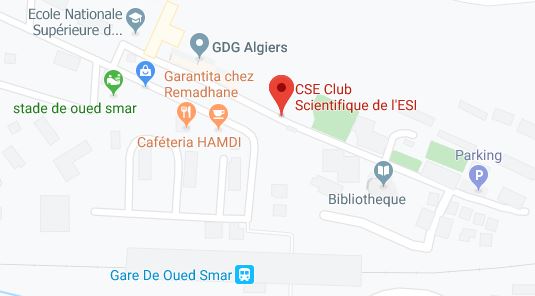 Ecole Nationale
Supérieure d...
GDG Algiers
Garantita chez
Remadhane
CSE Club
Scientifique de l'ESI
stade de oued smar
Caféteria HAMDI
Parking
P
Bibliotheque
Gare De Oued Smar